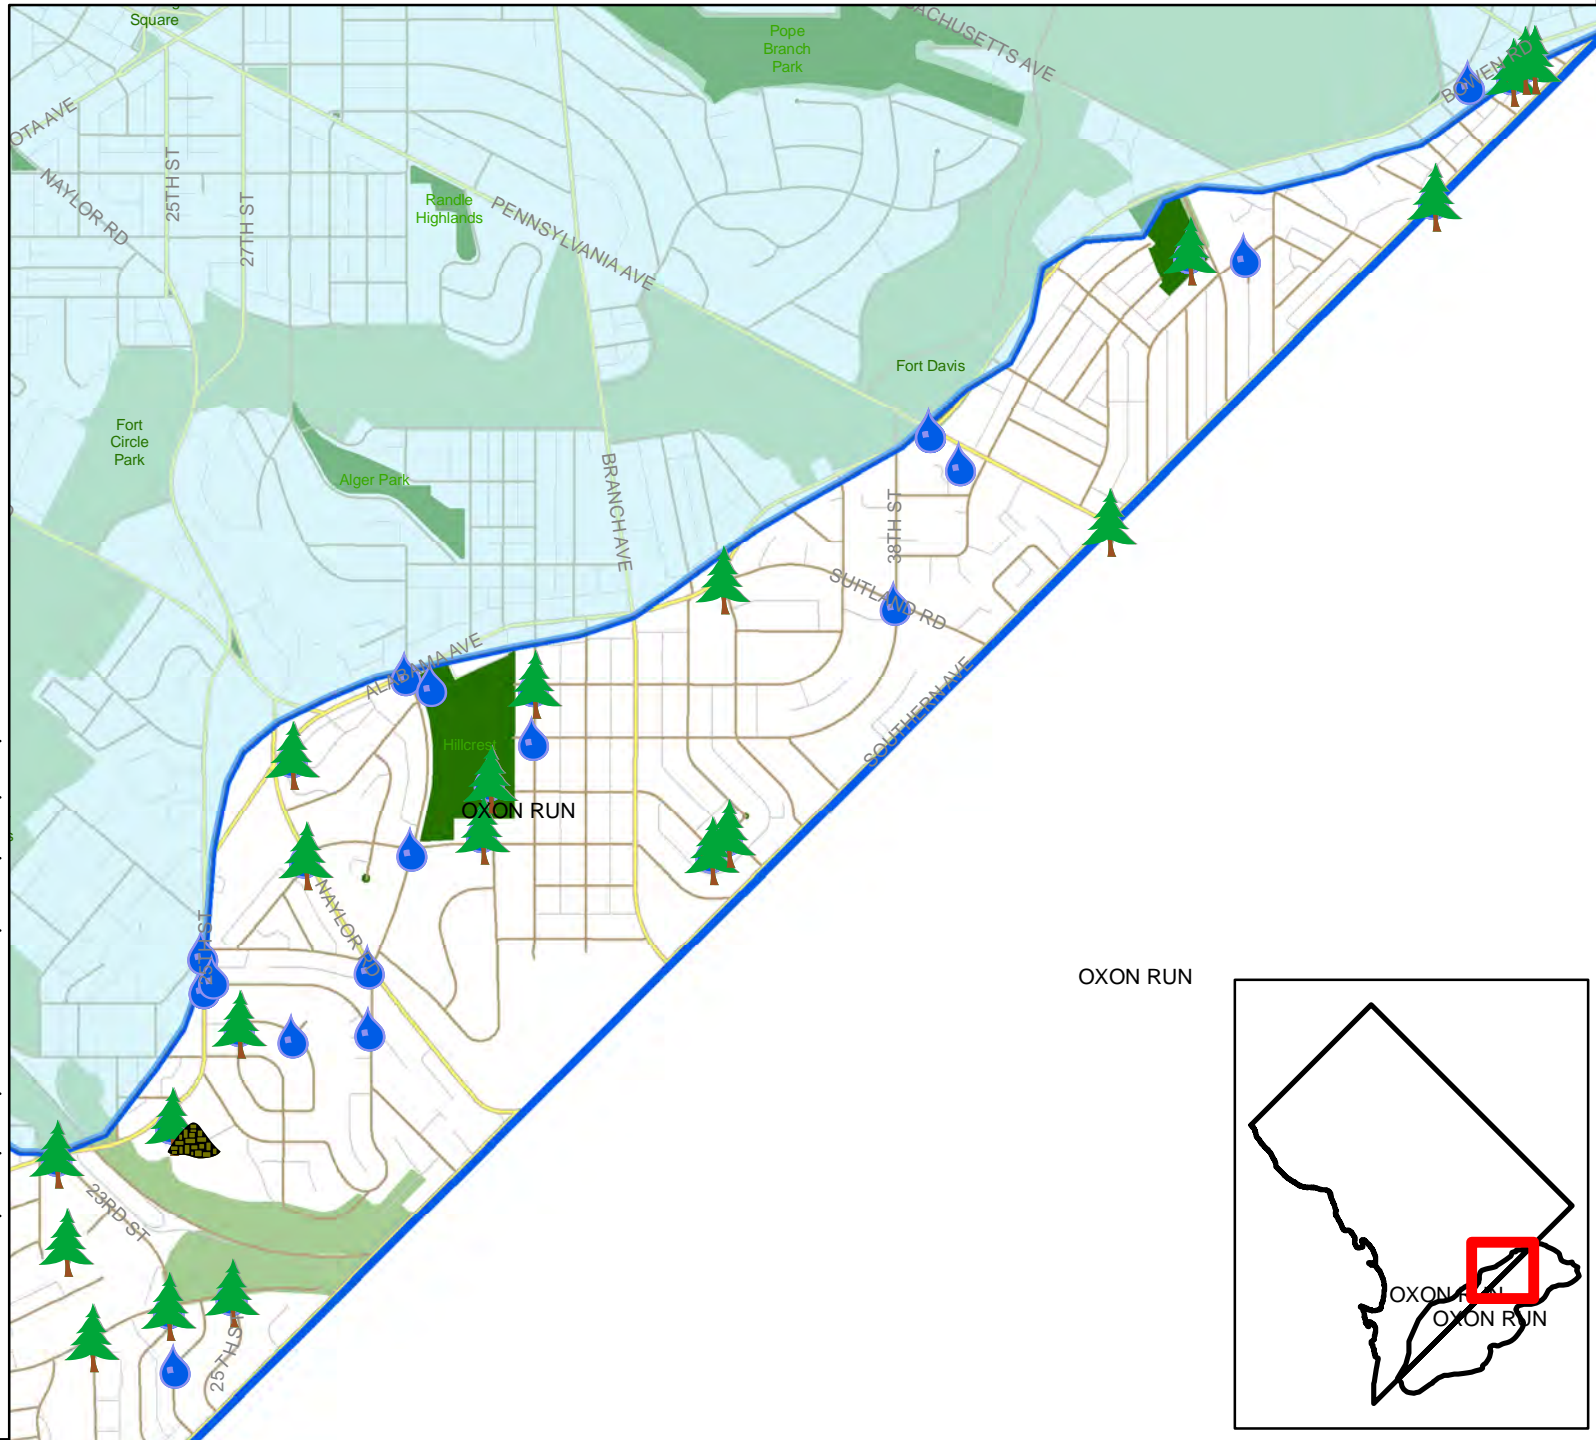 Square
Pope
Branch
Park
BOWEN RD
OTA AVE
NAYLOR RD
25TH ST
27TH ST
Randle
Highlands
PENNSYLVANIA AVE
ACHUSETTS AVE
Fort Davis
Fort
Circle
Park
Alger Park
BRANCH AVE
38TH ST
SUITLAND RD
ALABAMA AVE
SOUTHERN AVE
Hillcrest
OXON RUN
NAYLOR RD
OXON RUN
23RD ST
25TH ST
OXON RUN
OXON RUN